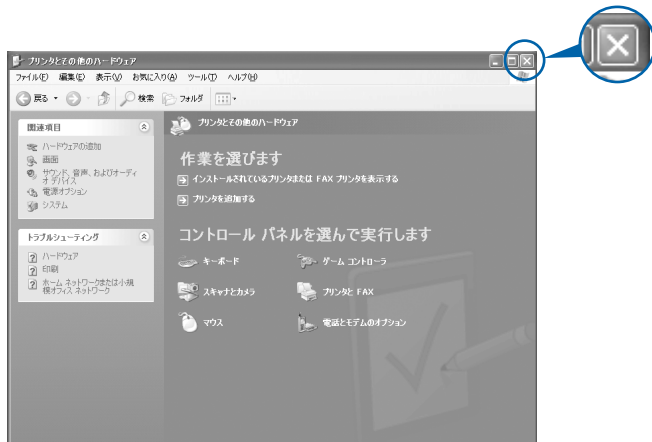 プリンタとその他のハードウェア
ファイル(F) 編集(E) 表示(V) お気に入り(A) ツール(T) ヘルプ(H)
戻る 検索 フォルダ
関連項目
ハードウェアの追加
画面
サウンド、音声、およびオーディ
オ デバイス
電源オプション
システム
トラブルシューティング
ハードウェア
印刷
ホーム ネットワークまたは小規
模オフィス ネットワーク
プリンタとその他のハードウェア
作業を選びます
インストールされているプリンタまたは FAX プリンタを表示する
プリンタを追加する
コントロール パネルを選んで実行します
キーボード
ゲーム コントローラ
スキャナとカメラ
プリンタと FAX
マウス
電話とモデムのオプション